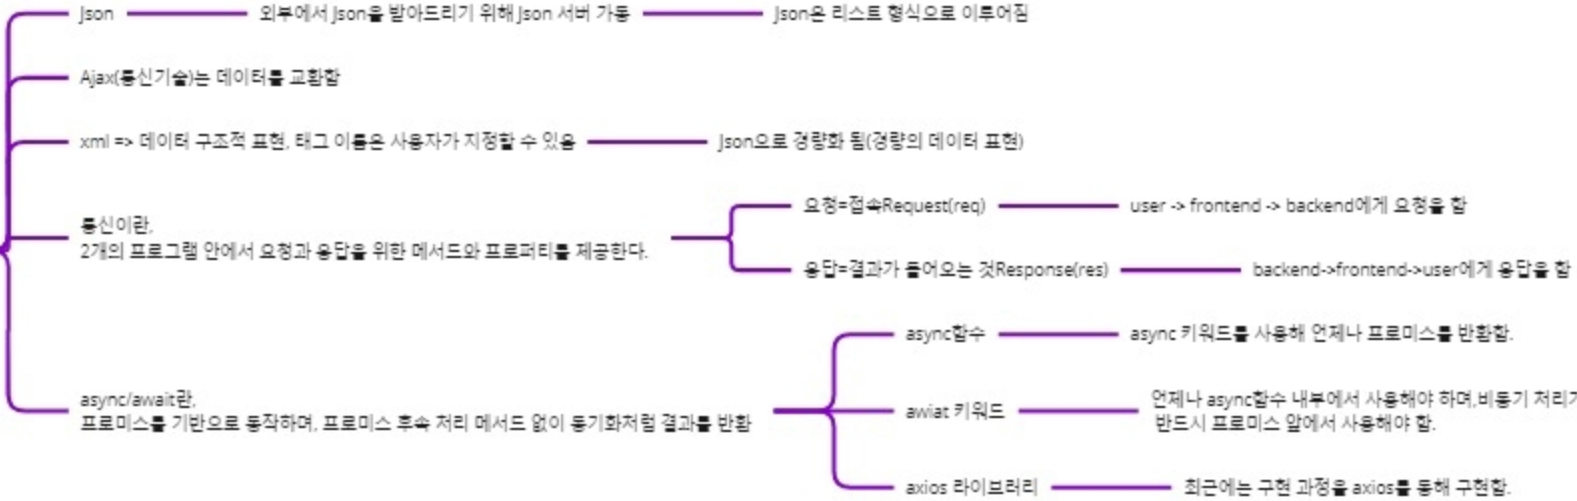 Json
외부에서 Json을 받아드리기 위해 Json 서버 가동
Json은 리스트 형식으로 이루어짐
Ajax(통신기술)는 데이터를 교환함
xml => 데이터 구조적 표현, 태그 이름은 사용자가 지정할 수 있음
Json으로 경량화 됨(경량의 데이터 표현)
통신이란,
2개의 프로그램 안에서 요청과 응답을 위한 메서드와 프로퍼티를 제공한다.
요청=접속Request(req)
user -> frontend -> backend에게 요청을 함
응답=결과가 들어오는 것Response(res)
backend->frontend->user에게 응답을 함
async/await란,
프로미스를 기반으로 동작하며, 프로미스 후속 처리 메서드 없이 동기화처럼 결과를 반환
async함수
async 키워드를 사용해 언제나 프로미스를 반환함.
awiat 키워드
언제나 async함수 내부에서 사용해야 하며,비동기 처리가
반드시 프로미스 앞에서 사용해야 함.
axios 라이브러리
최근에는 구현 과정을 axios를 통해 구현함.